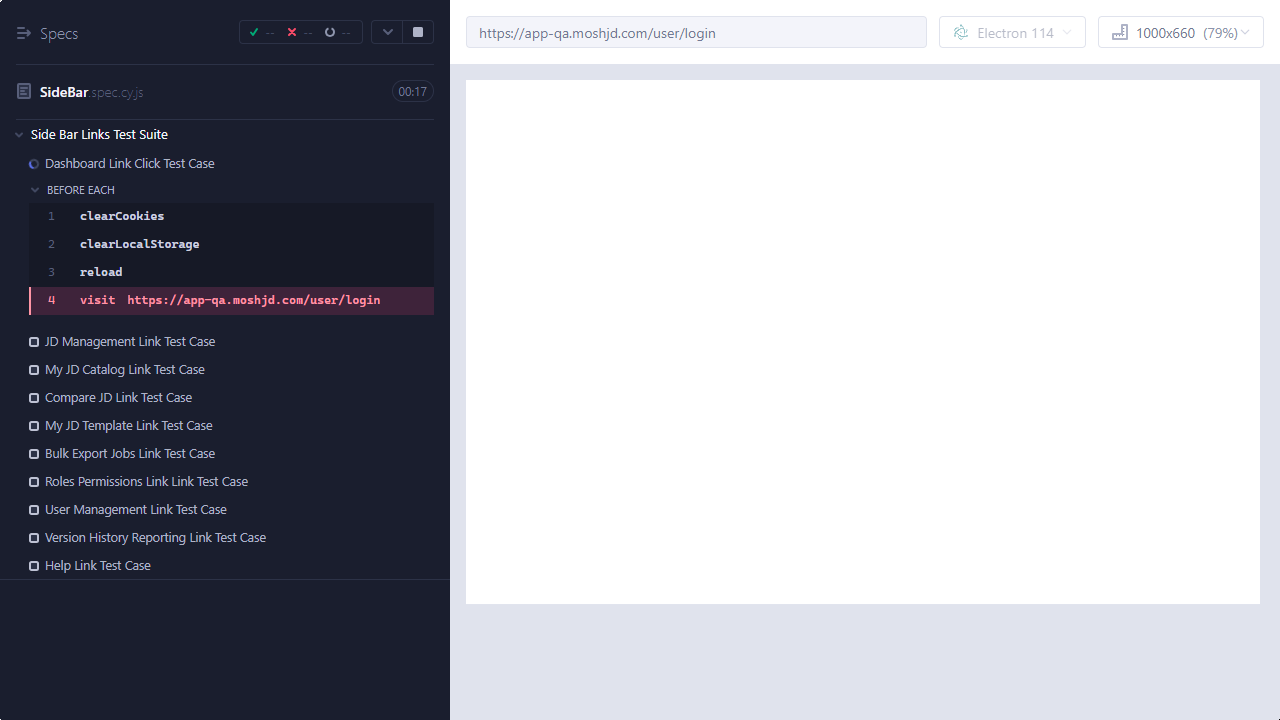 Specs
--
--
--
https://app-qa.moshjd.com/user/login
Electron 114
1000x660 (79%)
SideBar.spec.cy.js
00:17
Side Bar Links Test Suite
Dashboard Link Click Test Case
BEFORE EACH
1 clearCookies
2 clearLocalStorage
3 reload
4 visit https://app-qa.moshjd.com/user/login
JD Management Link Test Case
My JD Catalog Link Test Case
Compare JD Link Test Case
My JD Template Link Test Case
Bulk Export Jobs Link Test Case
Roles Permissions Link Link Test Case
User Management Link Test Case
Version History Reporting Link Test Case
Help Link Test Case